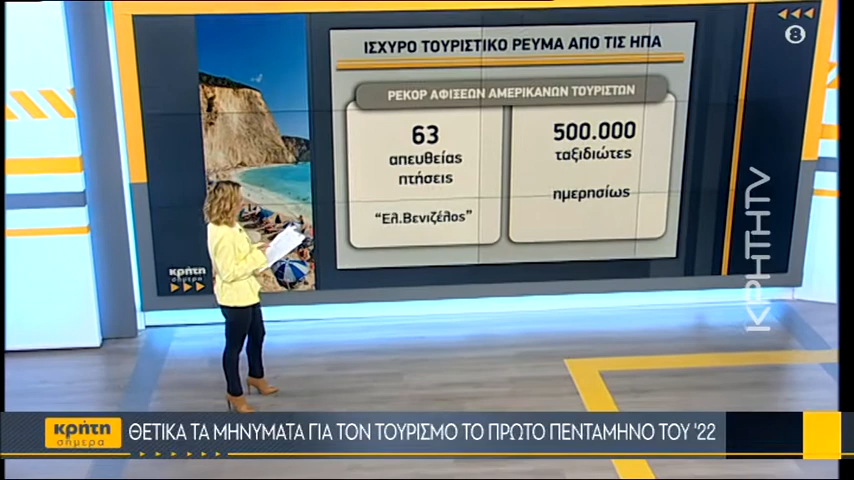 ΙΣΧΥΡΟ ΤΟΥΡΙΣΤΙΚΟ ΡΕΥΜΑ ΑΠΟ ΤΙΣ ΗΠΑ
8
ΡΕΚΟΡ ΑΦΙΞΕΩΝ ΑΜΕΡΙΚΑΝΩΝ ΤΟΥΡΙΣΤΩΝ
63
απευθείας
πτήσεις
“Ελ.Βενιζέλος”
500.000
ταξιδιώτες
ημερησίως
ΚΡΗΤΗTV
κρήτη
σήμερα
κρήτη
σήμερα
ΘΕΤΙΚΑ ΤΑ ΜΗΝΥΜΑΤΑ ΓΙΑ ΤΟΝ ΤΟΥΡΙΣΜΟ ΤΟ ΠΡΩΤΟ ΠΕΝΤΑΜΗΝΟ ΤΟΥ '22